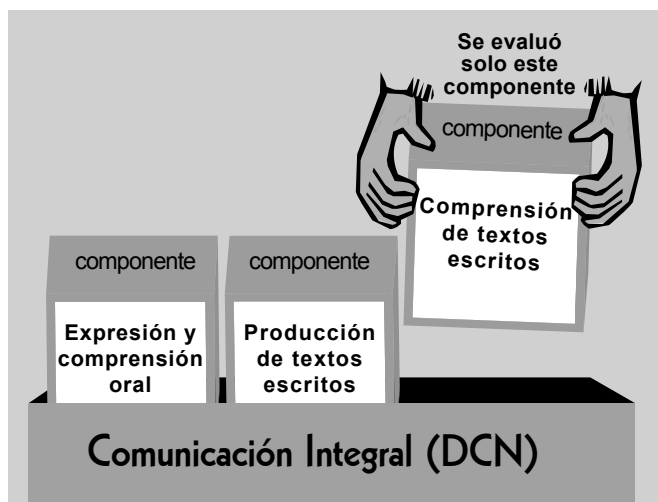 Se evaluó
solo este
componente
componente
Comprensión
de textos
escritos
componente
Expresión y
comprensión
oral
componente
Producción
de textos
escritos
Comunicación Integral (DCN)